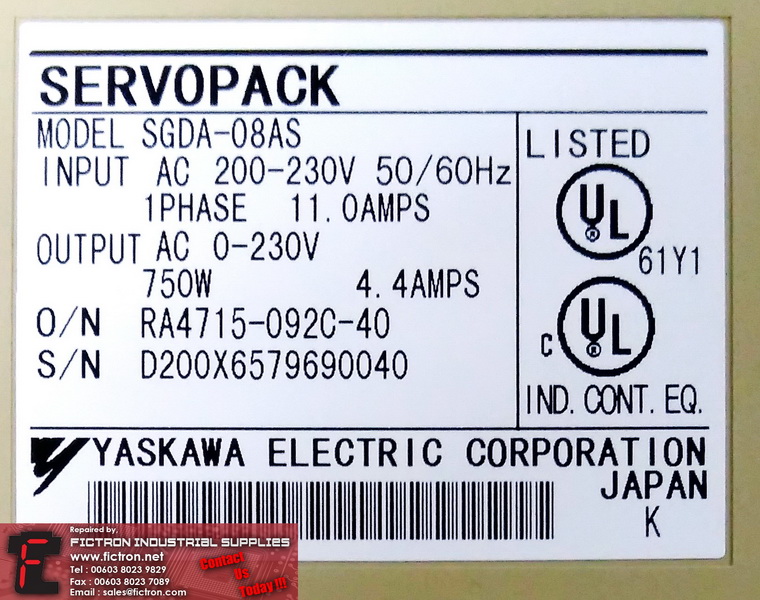 SERVOPACK
MODEL SGDA-08AS
INPUT AC 200-230V 50/60Hz
1PHASE 11.0AMPS
OUTPUT AC 0-230V
750W 4.4AMPS
O/N RA4715-092C-40
S/N D200X6579690040
LISTED
UL ®
61Y1
C UL ®
IND. CONT. EQ.
YASKAWA ELECTRIC CORPORATION
JAPAN
K
Repaired by,
FICTRON INDUSTRIAL SUPPLIES
www.fictron.net
Tel : 00603 8023 9829
Fax : 00603 8023 7089
Email : sales@fictron.com
Contact
Us
Today !!!